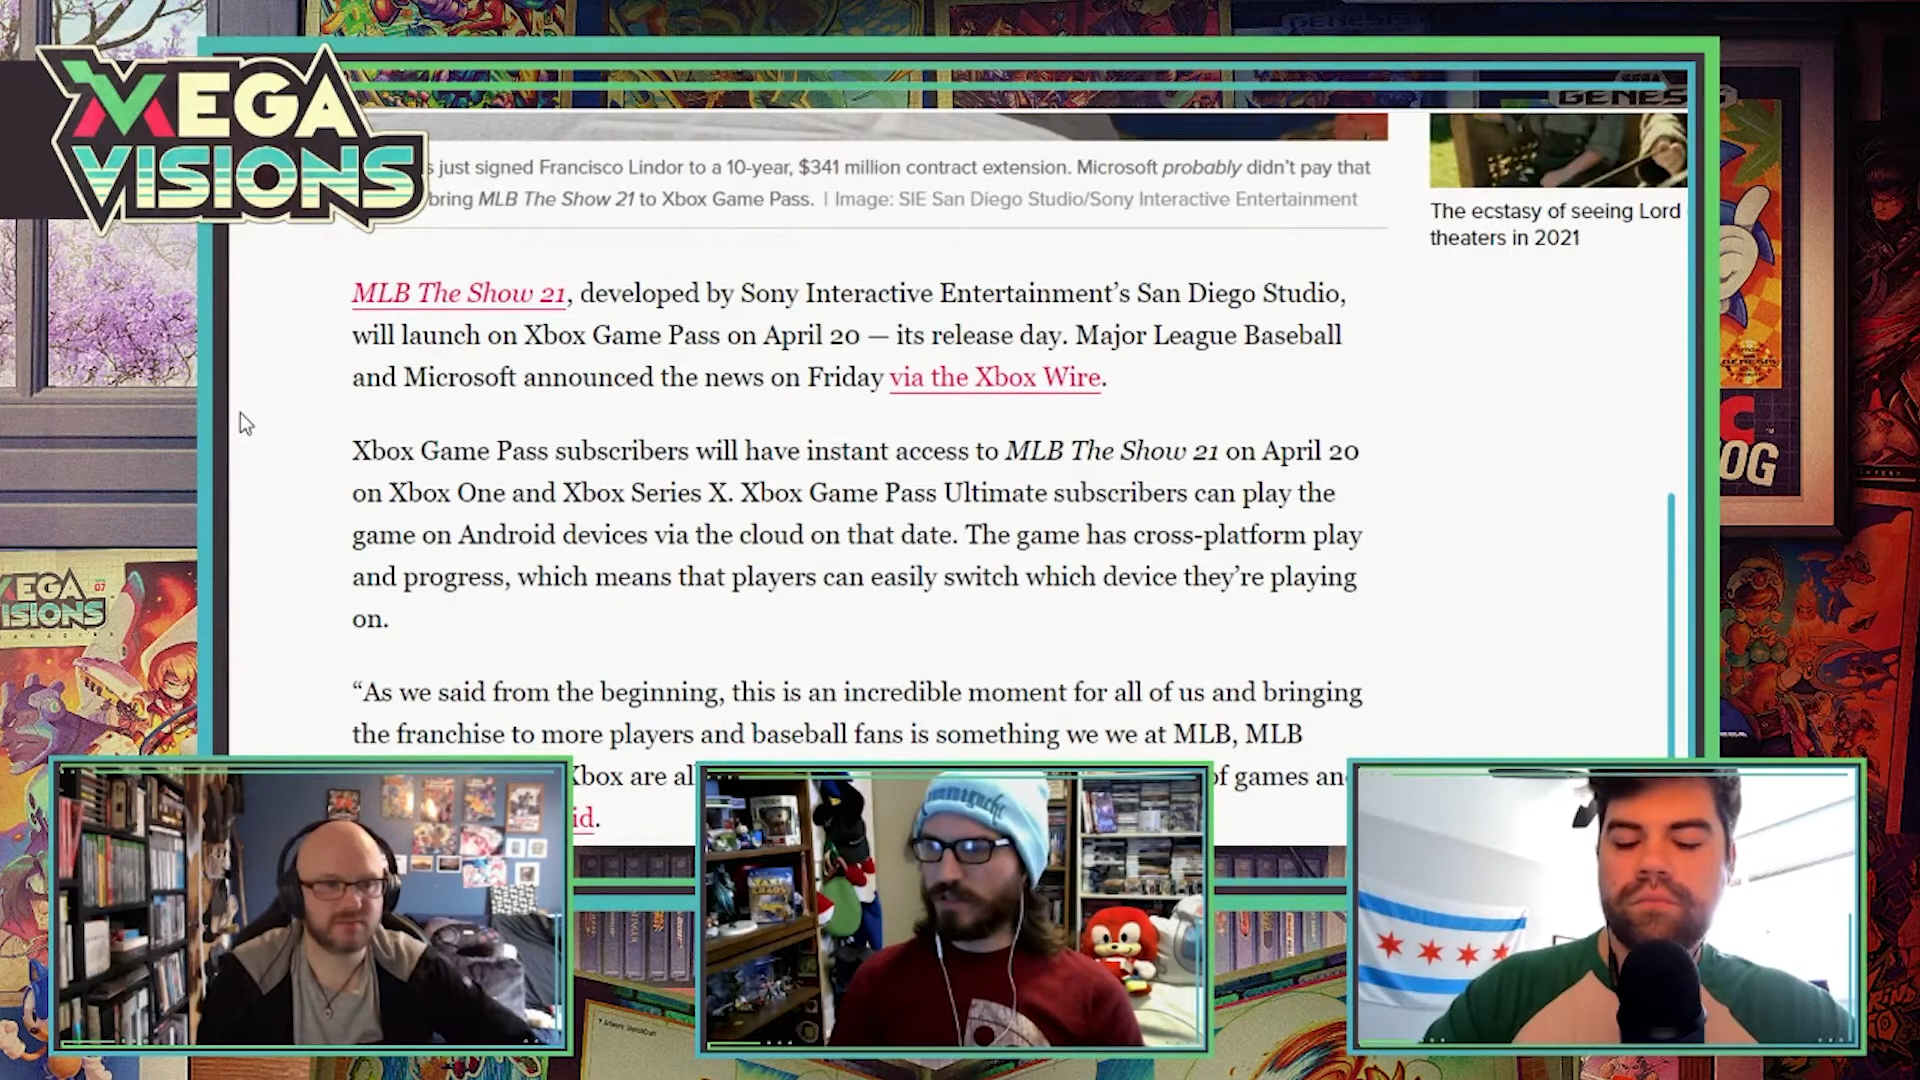 GENESIS
MEGA
VISIONS
GENESIS
s just signed Francisco Lindor to a 10-year, $341 million contract extension. Microsoft probably didn't pay that
bring MLB The Show 21 to Xbox Game Pass. | Image: SIE San Diego Studio/Sony Interactive Entertainment
The ecstasy of seeing Lord
theaters in 2021
MLB The Show 21, developed by Sony Interactive Entertainment's San Diego Studio,
will launch on Xbox Game Pass on April 20 — its release day. Major League Baseball
and Microsoft announced the news on Friday via the Xbox Wire.
Xbox Game Pass subscribers will have instant access to MLB The Show 21 on April 20
on Xbox One and Xbox Series X. Xbox Game Pass Ultimate subscribers can play the
game on Android devices via the cloud on that date. The game has cross-platform play
and progress, which means that players can easily switch which device they're playing
on.
“As we said from the beginning, this is an incredible moment for all of us and bringing
the franchise to more players and baseball fans is something we we at MLB, MLB
Xbox are al
of games an
id.
OG